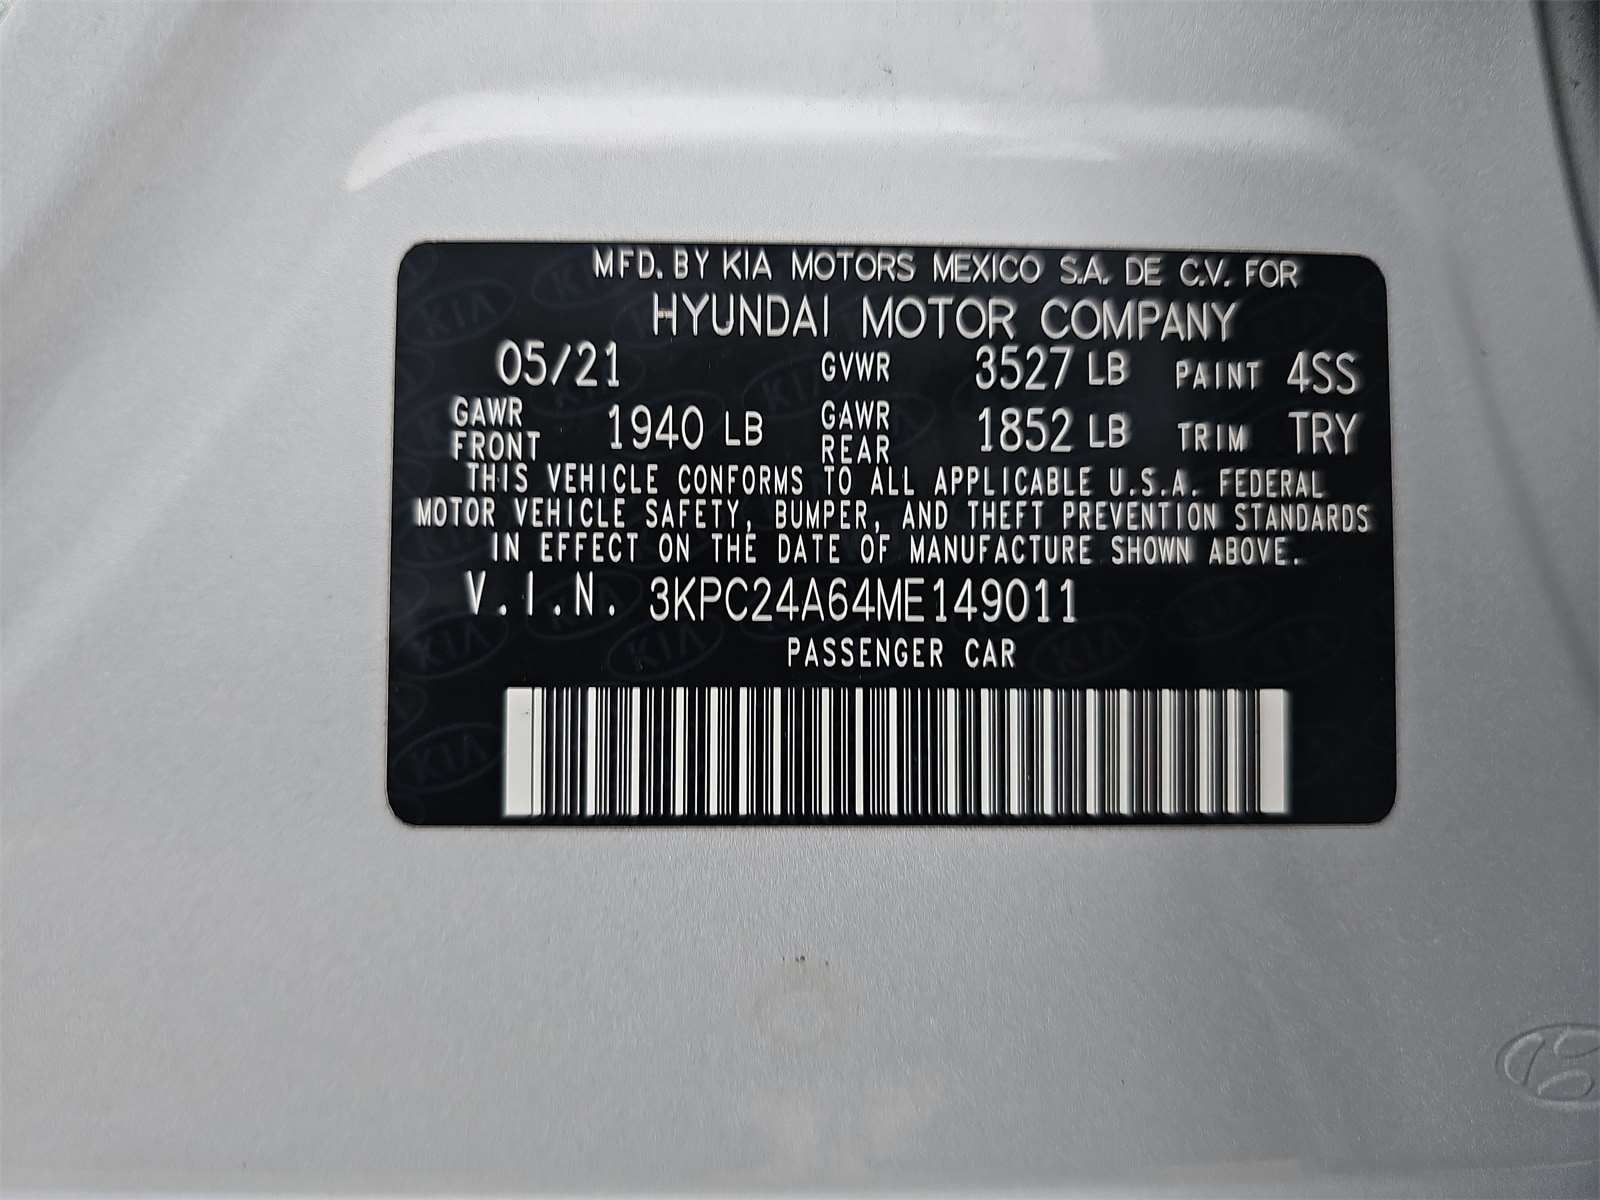 MFD. BY KIA MOTORS MEXICO S.A. DE C.V. FOR
HYUNDAI MOTOR COMPANY
05/21 GVWR 3527 LB PAINT 4SS
GAWR FRONT 1940 LB GAWR REAR 1852 LB TRIM TRY
THIS VEHICLE CONFORMS TO ALL APPLICABLE U.S.A. FEDERAL
MOTOR VEHICLE SAFETY, BUMPER, AND THEFT PREVENTION STANDARDS
IN EFFECT ON THE DATE OF MANUFACTURE SHOWN ABOVE.
V.I.N. 3KPC24A64ME149011
PASSENGER CAR